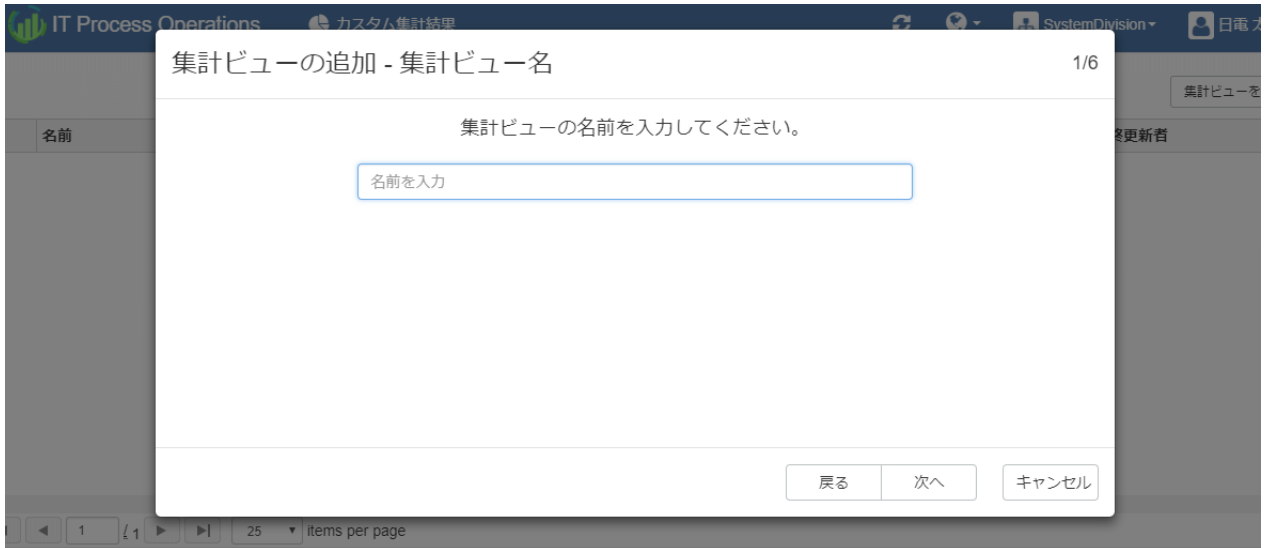 IT Process Operations カスタム集計結果 SystemDivision 日電
集計ビューの追加 - 集計ビュー名 1/6
集計ビューを
集計ビューの名前を入力してください。
名前 更新者
名前を入力
戻る 次へ キャンセル
1 / 1 25 items per page